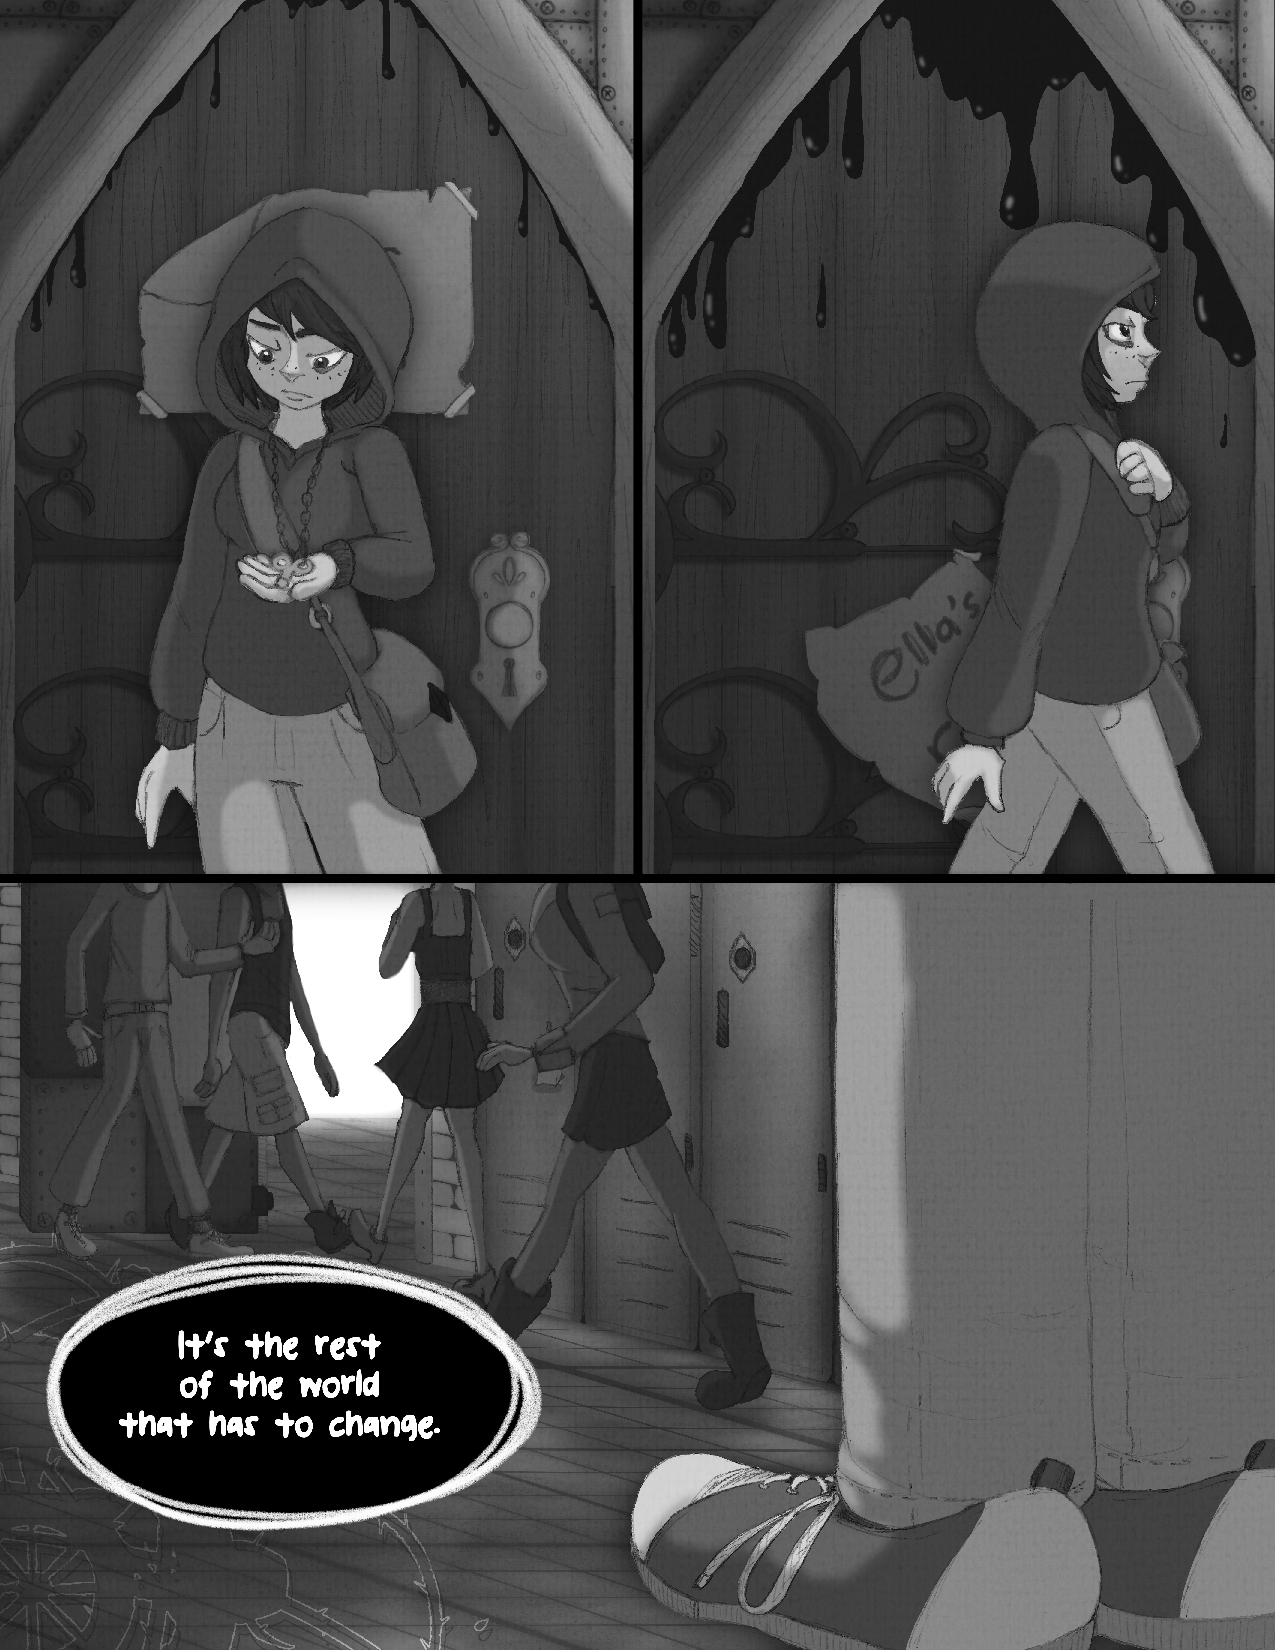 ella's
It's the rest
of the world
that has to change.